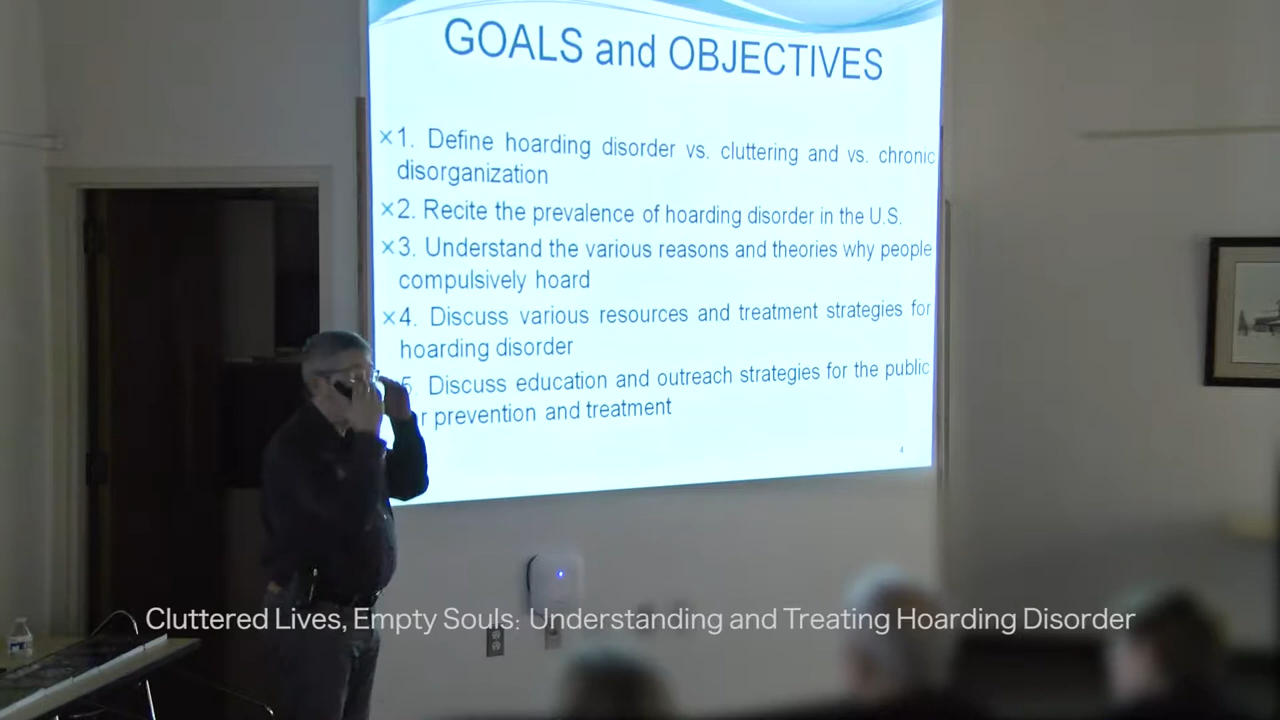 GOALS and OBJECTIVES
×1. Define hoarding disorder vs. cluttering and vs. chronic
disorganization
×2. Recite the prevalence of hoarding disorder in the U.S.
×3. Understand the various reasons and theories why people
compulsively hoard
×4. Discuss various resources and treatment strategies for
hoarding disorder
5 Discuss education and outreach strategies for the public
r prevention and treatment
4
Cluttered Lives, Empty Souls: Understanding and Treating Hoarding Disorder